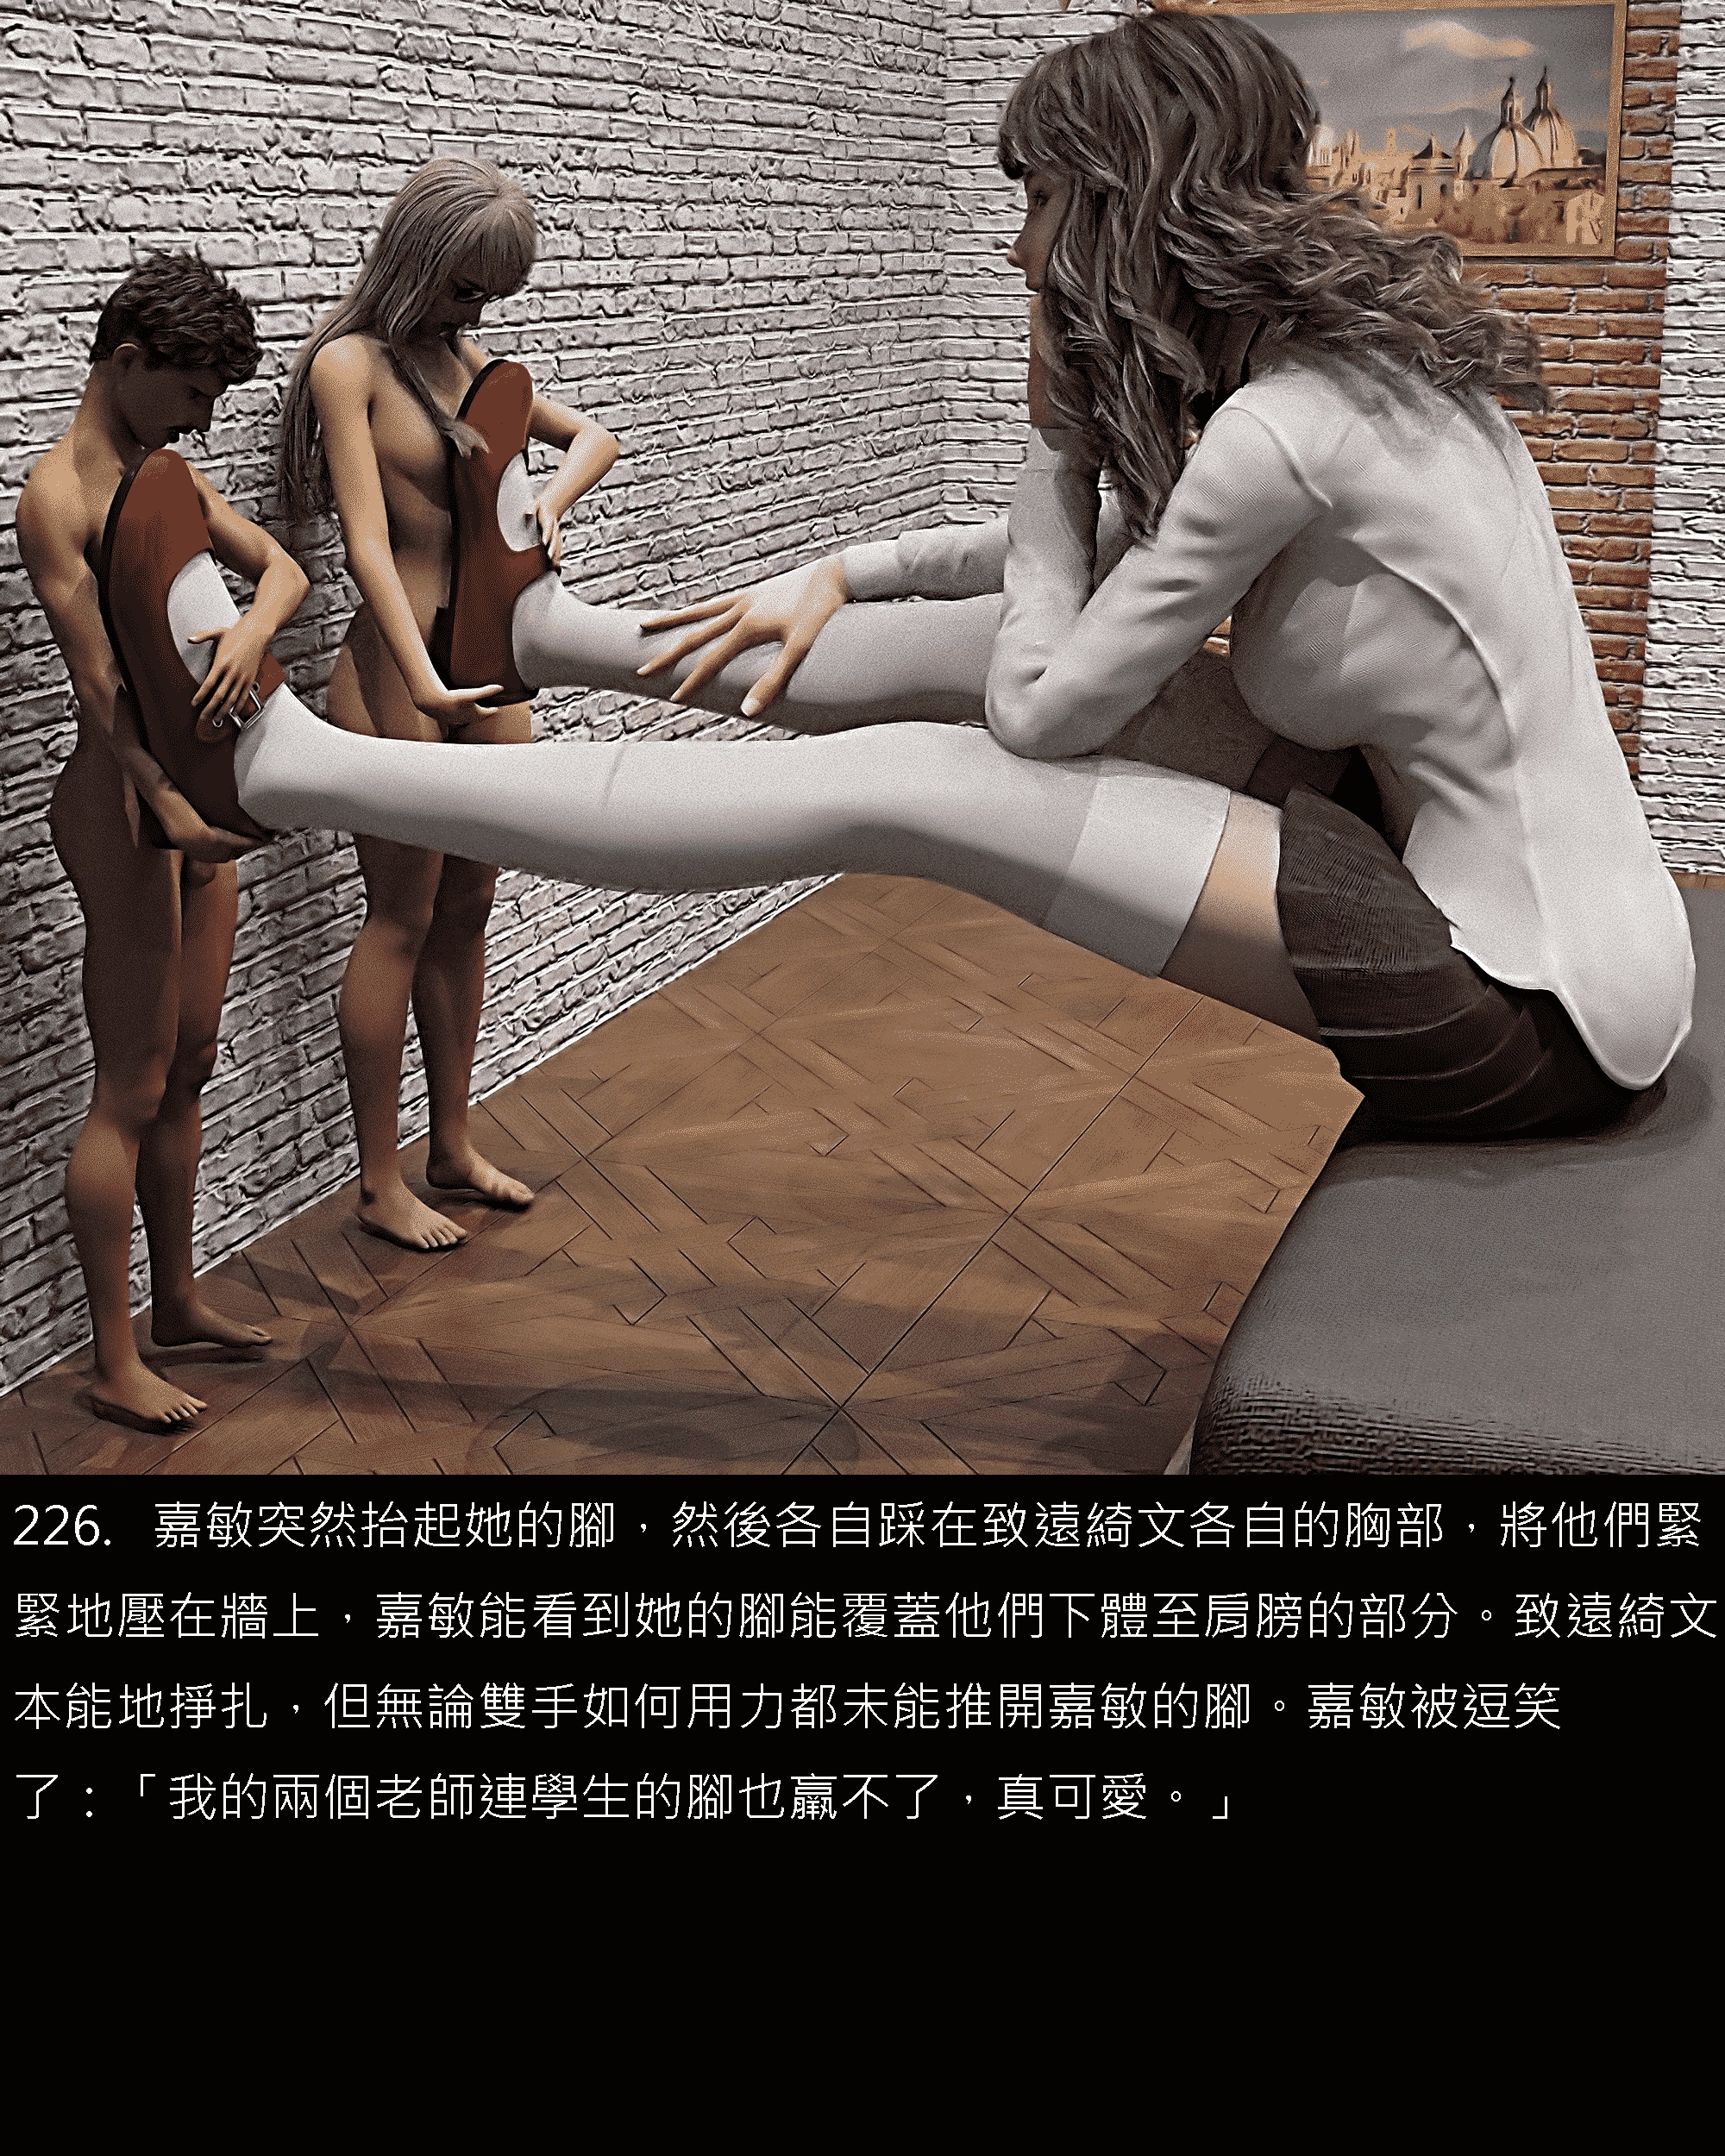 226. 嘉敏突然抬起她的腳，然後各自踩在致遠綺文各自的胸部，將他們緊
緊地壓在牆上，嘉敏能看到她的腳能覆蓋他們下體至肩膀的部分。致遠綺文
本能地掙扎，但無論雙手如何用力都未能推開嘉敏的腳。嘉敏被逗笑
了：「我的兩個老師連學生的腳也羸不了，真可愛。」